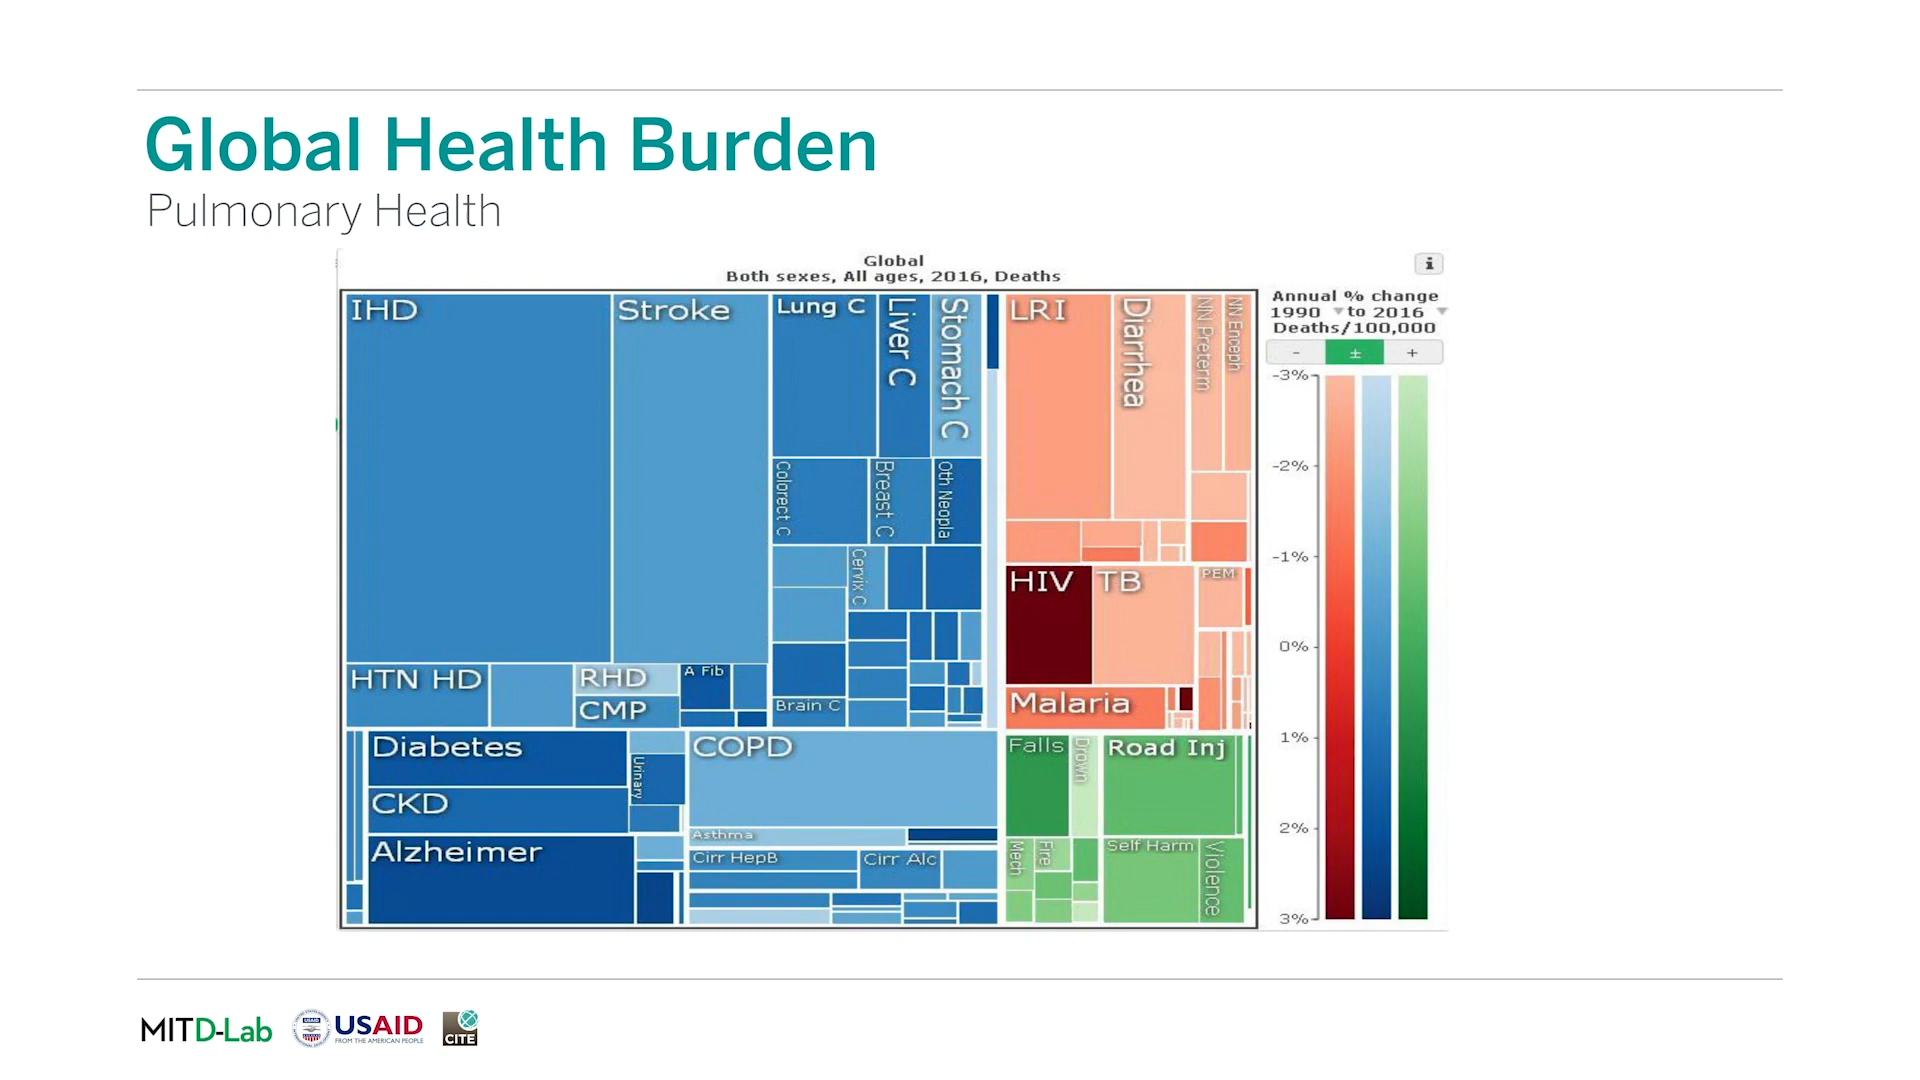 Global Health Burden
Pulmonary Health
Global
Both sexes, All ages, 2016, Deaths
i
IHD
Stroke
Lung C
Liver C
Stomach C
Colorect C
Breast C
Oth Neopla
Cervix C
Brain C
HTN HD
RHD
CMP
A Fib
Diabetes
CKD
Urinary
Alzheimer
COPD
Asthma
Cirr HepB
Cirr Alc
LRI
Diarrhea
NN Preterm
NN Enceph
HIV
TB
PEM
Malaria
Falls
Drown
Road Inj
Mech
Fire
Self Harm
Violence
Annual % change
1990 to 2016
Deaths/100,000
- ± +
-3%
-2%
-1%
0%
1%
2%
3%
MIT D-Lab
USAID
FROM THE AMERICAN PEOPLE
CITE